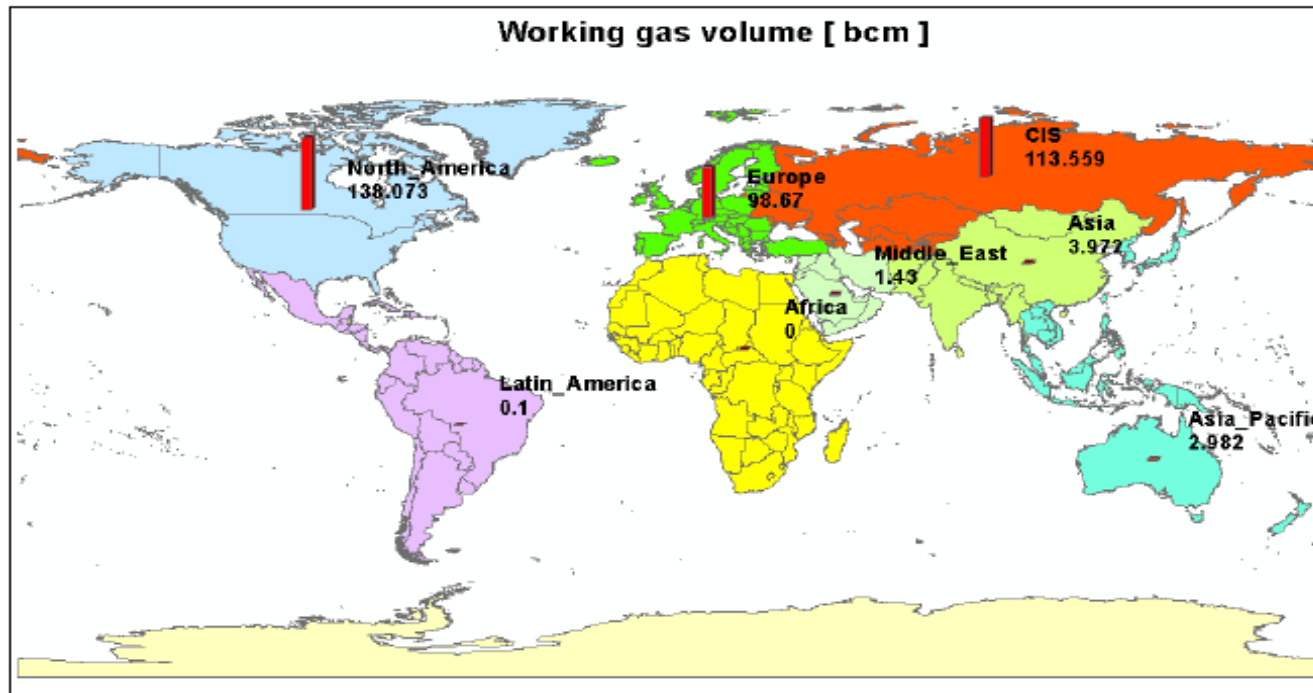 Working gas volume [ bcm ]
North_America
138.073
Europe
98.67
CIS
113.559
Asia
3.972
Middle_East
1.43
Africa
0
Latin_America
0.1
Asia_Pacific
2.982